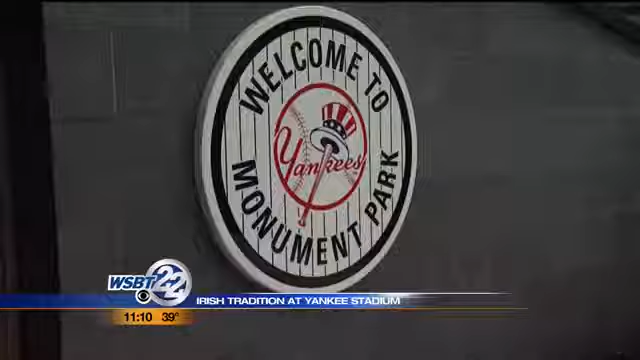 WELCOME TO
Yankees
MONUMENT PARK
WSBT 22
IRISH TRADITION AT YANKEE STADIUM
11:10 39°